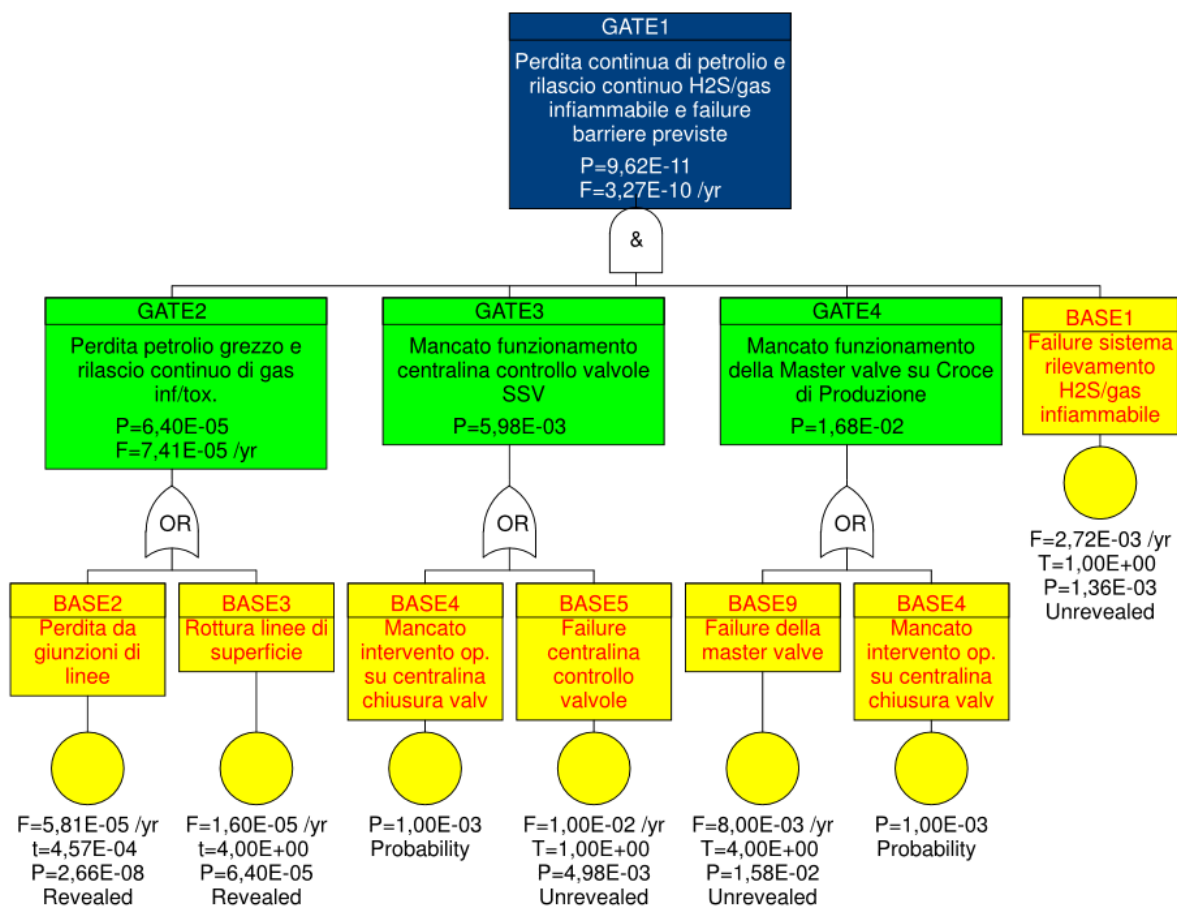 GATE1
Perdita continua di petrolio e
rilascio continuo H2S/gas
infiammabile e failure
barriere previste
P=9,62E-11
F=3,27E-10 /yr
&
GATE2
Perdita petrolio grezzo e
rilascio continuo di gas
inf/tox.
P=6,40E-05
F=7,41E-05 /yr
OR
GATE3
Mancato funzionamento
centralina controllo valvole
SSV
P=5,98E-03
OR
GATE4
Mancato funzionamento
della Master valve su Croce
di Produzione
P=1,68E-02
OR
BASE1
Failure sistema
rilevamento
H2S/gas
infiammabile
F=2,72E-03 /yr
T=1,00E+00
P=1,36E-03
Unrevealed
BASE2
Perdita da
giunzioni di
linee
F=5,81E-05 /yr
t=4,57E-04
P=2,66E-08
Revealed
BASE3
Rottura linee di
superficie
F=1,60E-05 /yr
t=4,00E+00
P=6,40E-05
Revealed
BASE4
Mancato
intervento op.
su centralina
chiusura valv
P=1,00E-03
Probability
BASE5
Failure
centralina
controllo
valvole
F=1,00E-02 /yr
T=1,00E+00
P=4,98E-03
Unrevealed
BASE9
Failure della
master valve
F=8,00E-03 /yr
T=4,00E+00
P=1,58E-02
Unrevealed
BASE4
Mancato
intervento op.
su centralina
chiusura valv
P=1,00E-03
Probability